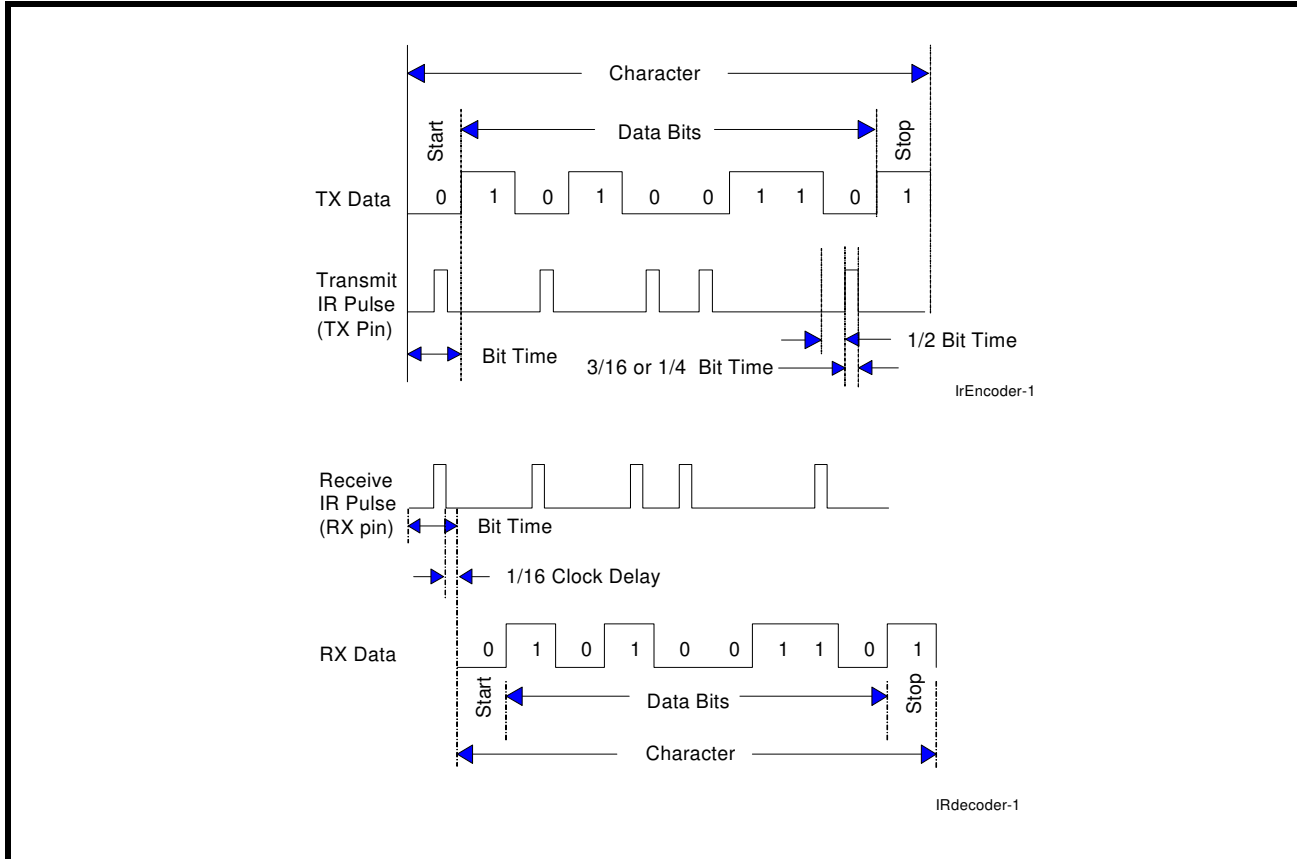 Character
Start
Data Bits
Stop
TX Data
0 1 0 1 0 0 1 1 0 1
Transmit
IR Pulse
(TX Pin)
1/2 Bit Time
Bit Time
3/16 or 1/4 Bit Time
IrEncoder-1
Receive
IR Pulse
(RX pin)
Bit Time
1/16 Clock Delay
RX Data
0 1 0 1 0 0 1 1 0 1
Start
Data Bits
Stop
Character
IRdecoder-1